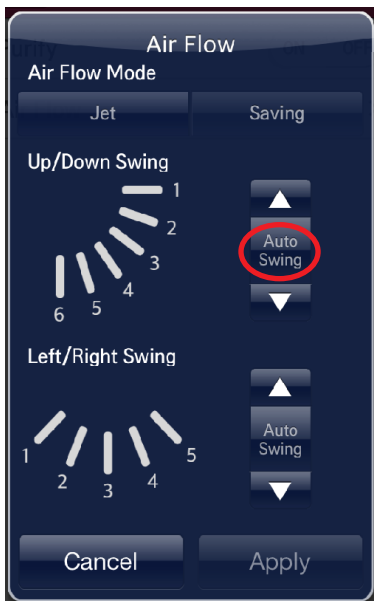 Air Flow
Air Flow Mode
Jet Saving
Up/Down Swing
1
2
3
4
5
6
Auto
Swing
Left/Right Swing
1
2
3
4
5
Auto
Swing
Cancel Apply